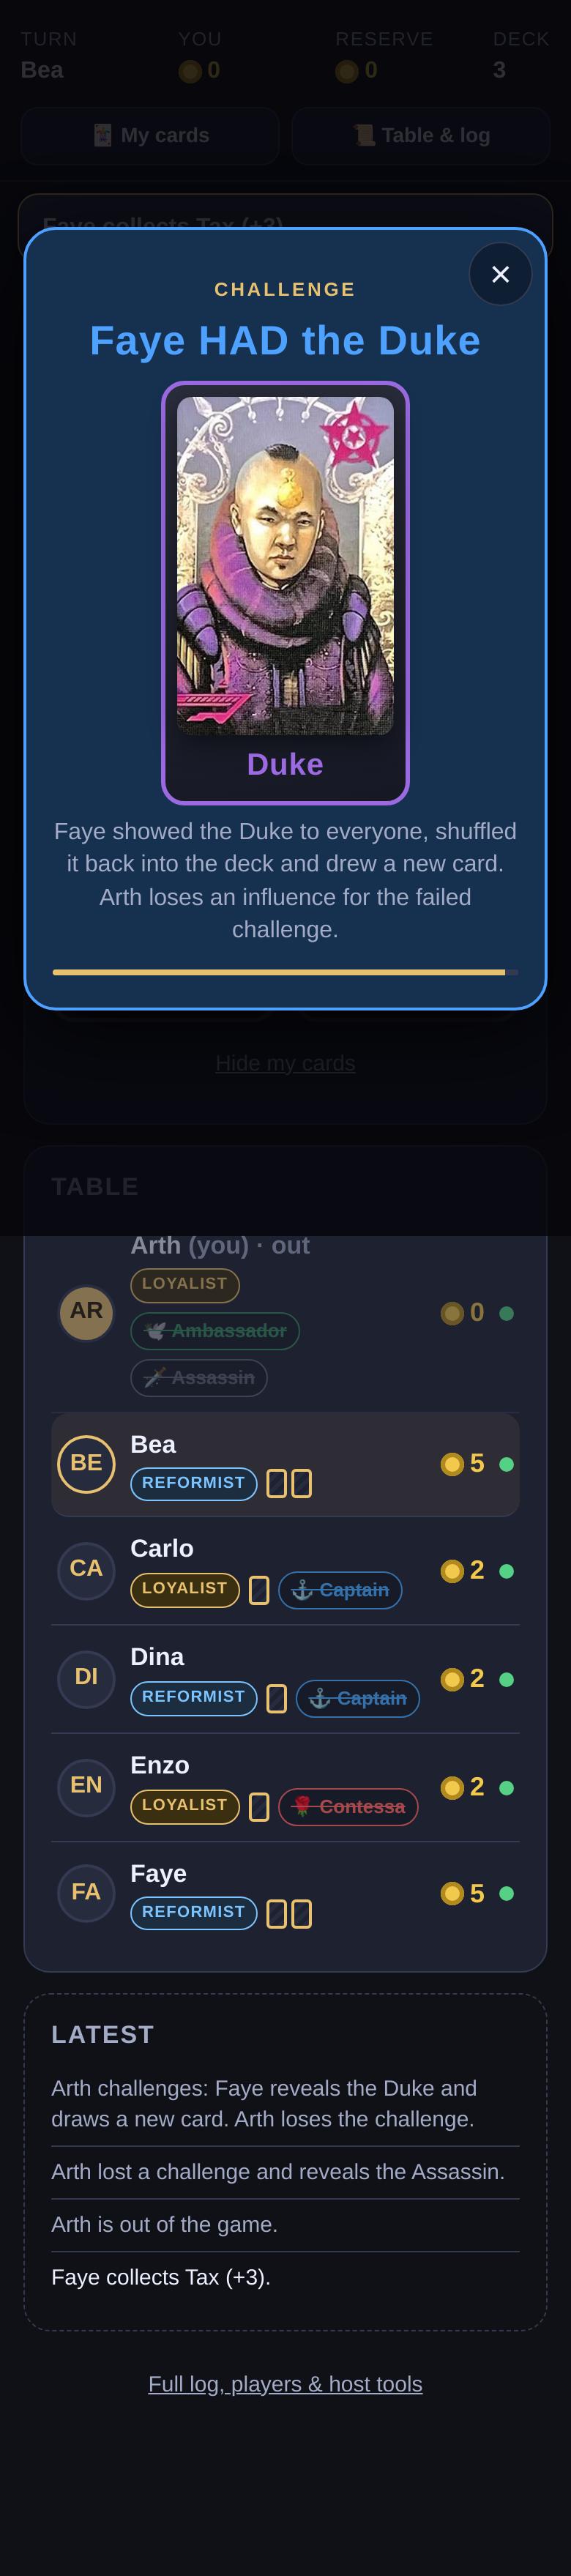 TURN
Bea
YOU
0
RESERVE
0
DECK
3
🃏 My cards
📜 Table & log
Faye collects Tax (+3)
CHALLENGE
✕
Faye HAD the Duke
Duke
Faye showed the Duke to everyone, shuffled
it back into the deck and drew a new card.
Arth loses an influence for the failed
challenge.
Hide my cards
TABLE
AR
Arth (you) · out
LOYALIST
🕊️ Ambassador
🗡️ Assassin
0
BE
Bea
REFORMIST
5
CA
Carlo
LOYALIST
⚓ Captain
2
DI
Dina
REFORMIST
⚓ Captain
2
EN
Enzo
LOYALIST
🌹 Contessa
2
FA
Faye
REFORMIST
5
LATEST
Arth challenges: Faye reveals the Duke and
draws a new card. Arth loses the challenge.
Arth lost a challenge and reveals the Assassin.
Arth is out of the game.
Faye collects Tax (+3).
Full log, players & host tools